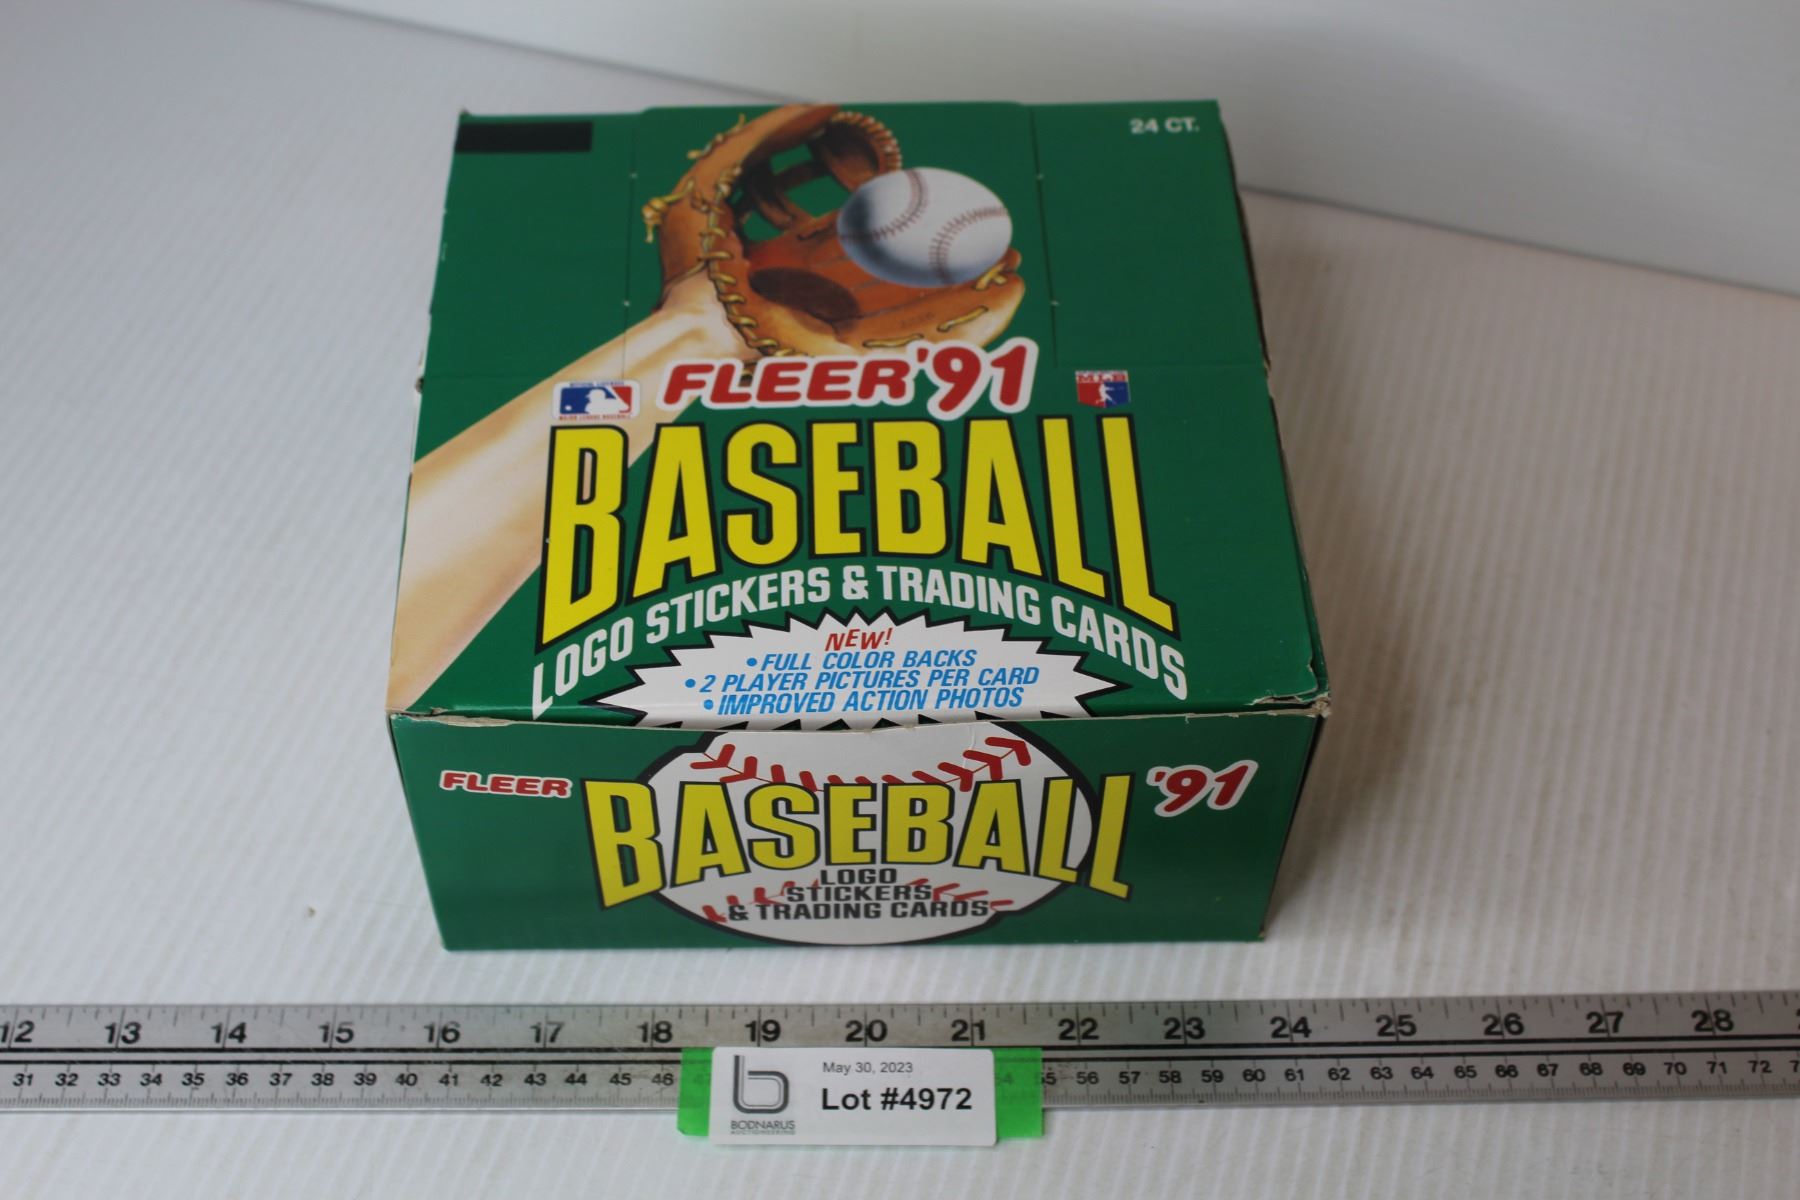 24 CT.
FLEER '91
MLB
BASEBALL
LOGO STICKERS & TRADING CARDS
NEW!
• FULL COLOR BACKS
• 2 PLAYER PICTURES PER CARD
• IMPROVED ACTION PHOTOS
FLEER BASEBALL '91
LOGO
STICKERS
& TRADING CARDS
12 13 14 15 16 17 18 19 20 21 22 23 24 25 26 27 28
31 32 33 34 35 36 37 38 39 40 41 42 43 44 45 46 55 56 57 58 59 60 61 62 63 64 65 66 67 68 69 70 71 72
May 30, 2023
Lot #4972
b
BODNARUS
AUCTIONEERING